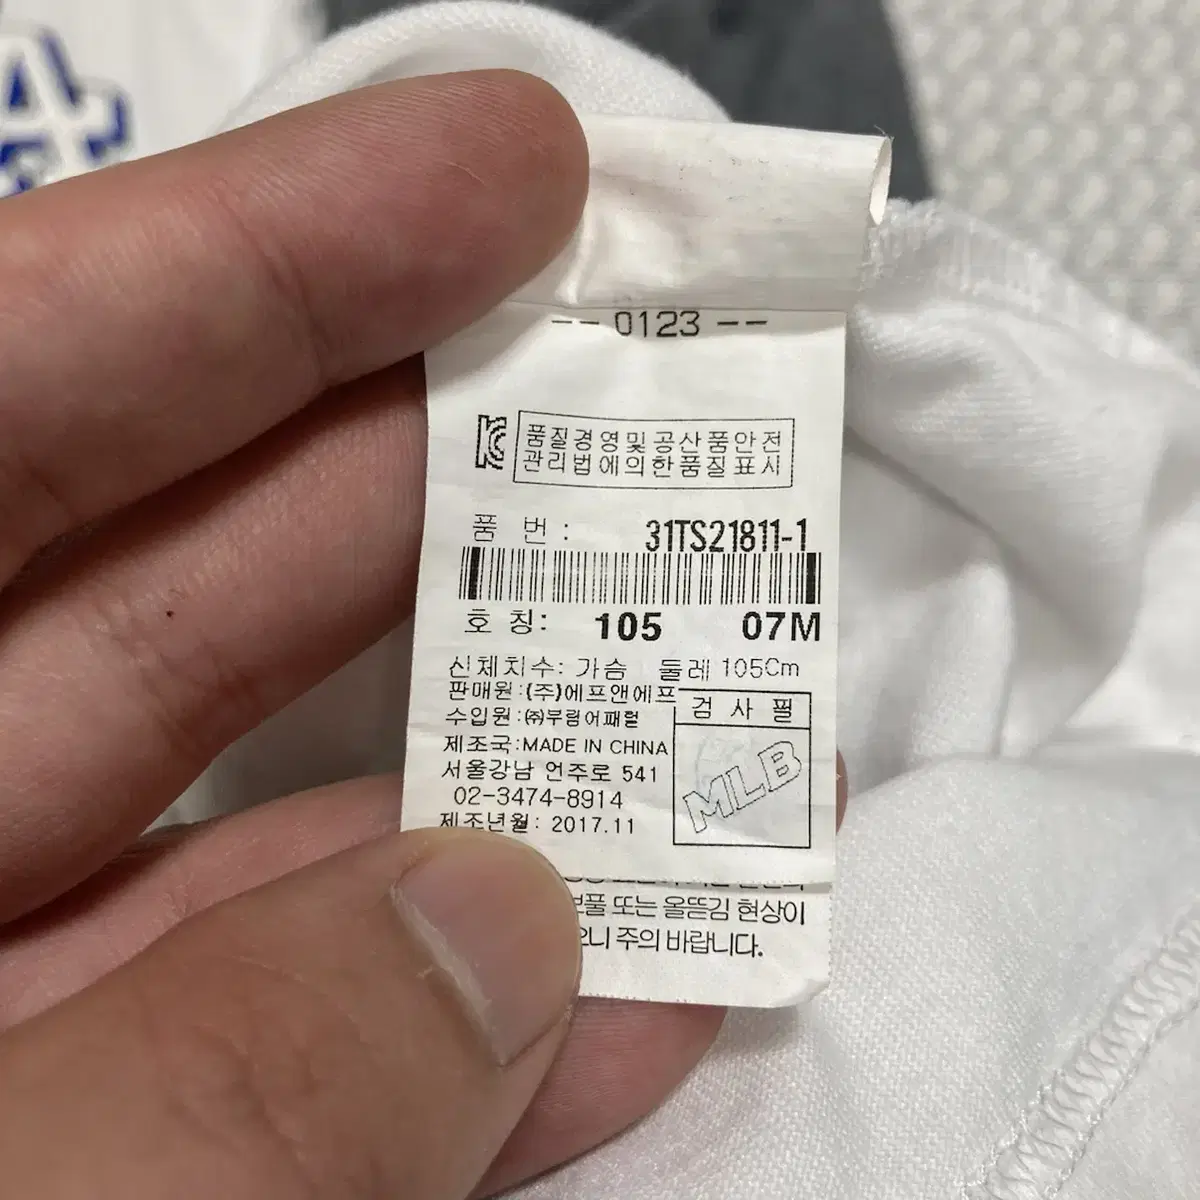 -- 0123 --
품질경영및공산품안전
관리법에의한품질표시
품 번 : 31TS21811-1
호 칭: 105 07M
신체치수: 가슴 둘레 105Cm
판매원:(주)에프앤에프
수입원:㈜부림어패럴
검 사 필
제조국:MADE IN CHINA
MLB
서울강남 언주로 541
02-3474-8914
제조년월: 2017.11
또는 올뜯김 현상이
주의 바랍니다.